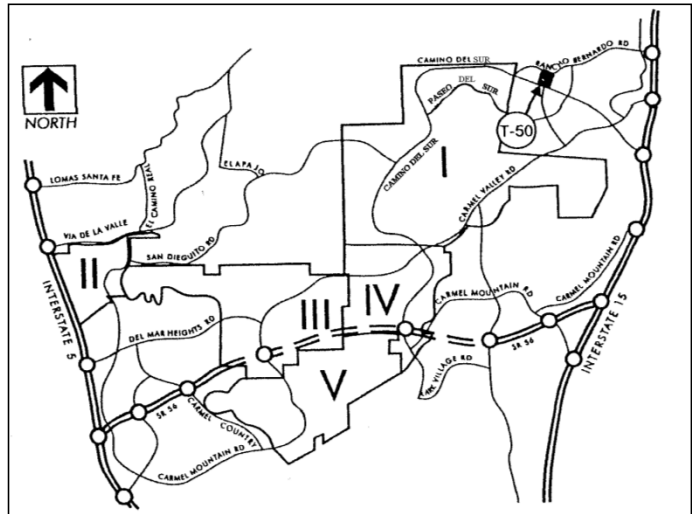 CAMINO DEL SUR
RANCHO BERNARDO RD
PASEO DEL SUR
NORTH
T-50
EL APAJO
LOMAS SANTA FE
EL CAMINO REAL
CAMINO DEL SUR
I
CARMEL VALLEY RD
VIA DE LA VALLE
SAN DIEGUITO RD
II
INTERSTATE 5
III
IV
CARMEL MOUNTAIN RD
CARMEL MOUNTAIN RD
DEL MAR HEIGHTS RD
SR 56
INTERSTATE 15
V
VILLAGE RD
SR 56
CARMEL COUNTRY
CARMEL MOUNTAIN RD